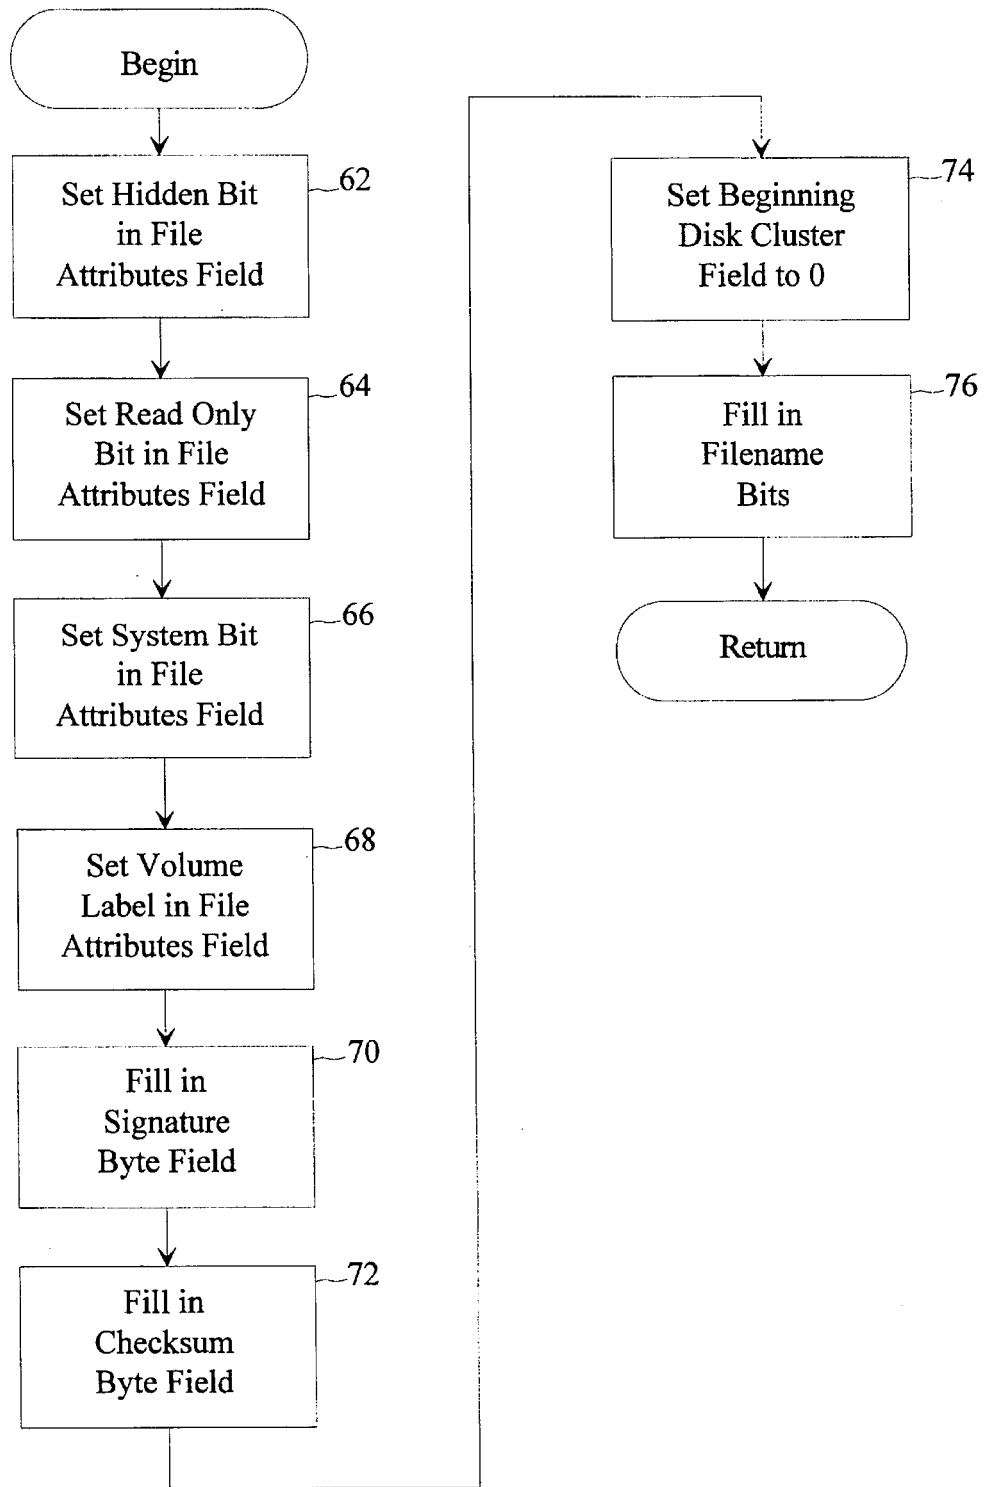 Begin
62
Set Hidden Bit
in File
Attributes Field
64
Set Read Only
Bit in File
Attributes Field
66
Set System Bit
in File
Attributes Field
68
Set Volume
Label in File
Attributes Field
70
Fill in
Signature
Byte Field
72
Fill in
Checksum
Byte Field
74
Set Beginning
Disk Cluster
Field to 0
76
Fill in
Filename
Bits
Return